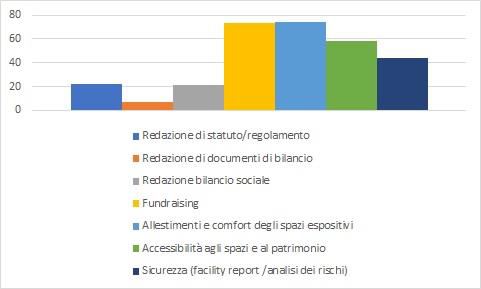 80
60
40
20
0
Redazione di statuto/regolamento
Redazione di documenti di bilancio
Redazione bilancio sociale
Fundraising
Allestimenti e comfort degli spazi espositivi
Accessibilità agli spazi e al patrimonio
Sicurezza (facility report /analisi dei rischi)